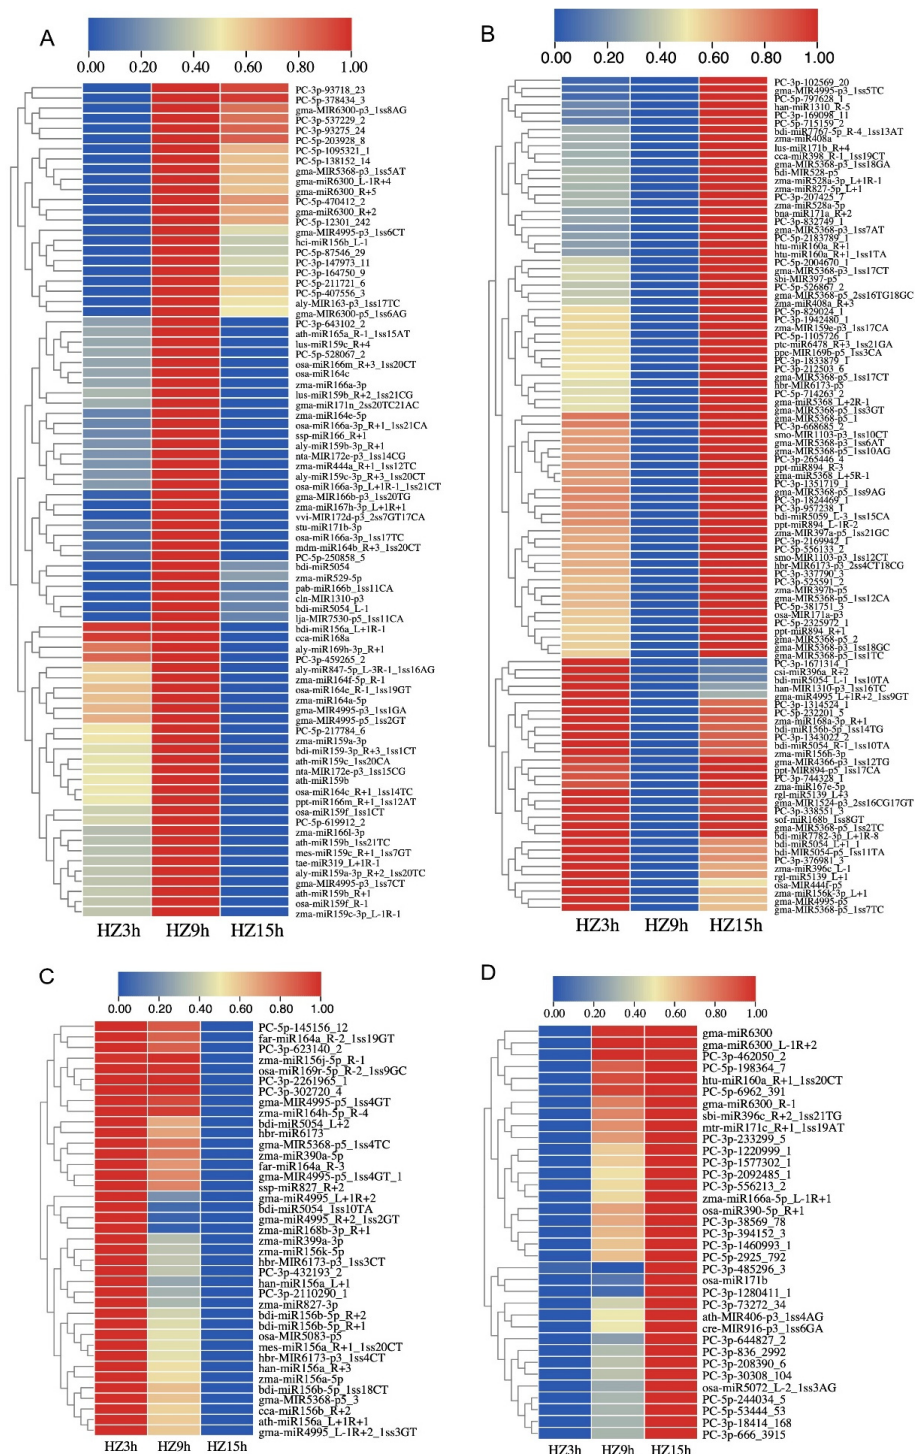 A
0.00 0.20 0.40 0.60 0.80 1.00
PC-3p-93718_23
PC-5p-378434_3
gma-MIR6300-p3_1ss8AG
PC-3p-537229_2
PC-3p-93275_24
PC-5p-203928_8
PC-5p-1095321_1
PC-5p-138152_14
gma-MIR5368-p3_1ss5AT
gma-miR6300_L-1R+4
gma-miR6300_R+5
PC-5p-470412_2
gma-miR6300_R+2
PC-5p-12301_242
gma-MIR4995-p3_1ss6CT
hci-miR156b_L-1
PC-5p-87546_29
PC-3p-147973_11
PC-3p-164750_9
PC-5p-211721_6
PC-5p-407556_3
aly-MIR163-p3_1ss17TC
gma-MIR6300-p5_1ss6AG
PC-3p-643102_2
ath-miR165a_R-1_1ss15AT
lus-miR159c_R+4
PC-5p-528067_2
osa-miR166m_R+3_1ss20CT
osa-miR164c
zma-miR166a-3p
lus-miR159b_R+2_1ss21CG
gma-miR171n_2ss20TC21AC
zma-miR164e-5p
osa-miR166a-3p_R+1_1ss21CA
ssp-miR166_R+1
aly-miR159b-3p_R+1
nta-MIR172e-p3_1ss14CG
zma-miR444a_R+1_1ss12TC
aly-miR159c-3p_R+3_1ss20CT
osa-miR166a-3p_L+1R-1_1ss21CT
gma-MIR166b-p3_1ss20TG
zma-miR167h-3p_L+1R+1
vvi-MIR172d-p3_2ss7GT17CA
stu-miR171b-3p
osa-miR166a-3p_1ss17TC
mdm-miR164b_R+3_1ss20CT
PC-5p-250858_5
bdi-miR5054
zma-miR529-5p
pab-miR166b_1ss11CA
cln-MIR1310-p3
bdi-miR5054_L-1
lja-MIR7530-p5_1ss11CA
bdi-miR156a_L+1R-1
cca-miR168a
aly-miR169h-3p_R+1
PC-3p-459265_2
aly-miR847-5p_L-3R-1_1ss16AG
zma-miR164f-5p_R-1
osa-miR164c_R-1_1ss19GT
zma-miR164a-5p
gma-MIR4995-p3_1ss1GA
gma-MIR4995-p5_1ss2GT
PC-5p-217784_6
zma-miR159a-3p
bdi-miR159-3p_R+3_1ss1CT
ath-miR159c_1ss20CA
nta-MIR172e-p3_1ss15CG
ath-miR159b
osa-miR164c_R+1_1ss14TC
ppt-miR166m_R+1_1ss12AT
osa-miR159f_1ss1CT
PC-5p-619912_2
zma-miR166l-3p
ath-miR159b_1ss21TC
mes-miR159c_R+1_1ss7GT
tae-miR319_L+1R-1
aly-miR159a-3p_R+2_1ss20TC
gma-MIR4995-p3_1ss7CT
ath-miR159b_R+1
osa-miR159f_R-1
zma-miR159c-3p_L-1R-1
HZ3h HZ9h HZ15h
B
0.00 0.20 0.40 0.60 0.80 1.00
PC-3p-102569_20
gma-MIR4995-p3_1ss5TC
PC-5p-797628_1
han-miR1310_R-5
PC-3p-169098_11
PC-5p-715159_2
bdi-miR7767-5p_R-4_1ss13AT
zma-miR408a
lus-miR171b_R+4
cca-miR398_R-1_1ss19CT
gma-MIR5368-p5_1ss18GA
bdi-MIR528-p5
zma-miR528a-3p_L+1R-1
zma-miR827-5p_L+1
PC-3p-207425_7
zma-miR528a-5p
bna-miR171a_R+2
PC-3p-832749_1
gma-MIR5368-p3_1ss7AT
PC-5p-2183789_1
htu-miR160a_R+1
htu-miR160a_R+1_1ss1TA
PC-5p-2004670_1
gma-MIR5368-p3_1ss17CT
sbi-MIR397-p5
PC-5p-526867_2
gma-MIR5368-p5_2ss16TG18GC
zma-miR408a_R+3
PC-5p-829024_1
PC-3p-1942480_1
zma-MIR159e-p3_1ss17CA
PC-5p-1105726_1
ptc-miR6478_R+3_1ss21GA
ppc-MIR169b-p5_1ss3CA
PC-3p-1833879_1
PC-3p-212503_6
gma-MIR5368-p5_1ss17CT
hbr-MIR6173-p5
PC-5p-714263_2
gma-miR5368_L+2R-1
gma-MIR5368-p5_1ss3GT
gma-MIR5368-p5_1
PC-3p-668685_2
smo-MIR1103-p3_1ss10CT
gma-MIR5368-p3_1ss6AT
gma-MIR5368-p5_1ss10AG
PC-3p-265446_4
ppt-miR894_R-3
gma-miR5368_L+5R-1
PC-3p-1351719_1
gma-MIR5368-p5_1ss9AG
PC-3p-1824469_1
PC-3p-957238_1
bdi-miR5059_L-3_1ss15CA
ppt-miR894_L-1R-2
zma-MIR397a-p5_1ss21GC
PC-3p-2169942_1
PC-5p-556133_2
smo-MIR1103-p3_1ss12CT
hbr-MIR6173-p3_2ss4CT18CG
PC-3p-337790_3
PC-3p-525591_2
zma-MIR397b-p5
gma-MIR5368-p5_1ss12CA
PC-5p-381751_3
osa-MIR171a-p3
PC-5p-2325972_1
ppt-miR894_R+1
gma-MIR5368-p5_2
gma-MIR5368-p3_1ss18GC
gma-MIR5368-p5_1ss1TC
PC-3p-1671314_1
csi-miR396a_R+2
bdi-miR5054_L-1_1ss10TA
han-MIR1310-p3_1ss16TC
gma-miR4995_L+1R+2_1ss9GT
PC-3p-1314524_1
PC-5p-232201_5
zma-miR168a-3p_R+1
bdi-miR156b-5p_1ss14TG
PC-3p-1343022_2
bdi-miR5054_R-1_1ss10TA
zma-miR156h-3p
gma-MIR4366-p3_1ss12TG
ppt-MIR894-p5_1ss17CA
PC-3p-744328_1
zma-miR167e-5p
rgl-miR5139_L+3
gma-MIR1524-p3_2ss16CG17GT
PC-3p-338551_3
sof-miR168b_1ss8GT
gma-MIR5368-p5_1ss2TC
bdi-miR7782-3p_L+1R-8
bdi-miR5054_L+1_1
bdi-MIR5054-p5_1ss11TA
PC-3p-376981_3
zma-miR396c_L-1
rgl-miR5139_L+1
osa-MIR444f-p5
zma-miR156k-3p_L+1
gma-MIR4995-p5
gma-MIR5368-p5_1ss7TC
HZ3h HZ9h HZ15h
C
0.00 0.20 0.40 0.60 0.80 1.00
PC-5p-145156_12
far-miR164a_R-2_1ss19GT
PC-3p-623140_2
zma-miR156j-5p_R-1
osa-miR169r-5p_R-2_1ss9GC
PC-3p-2261965_1
PC-3p-302720_4
gma-MIR4995-p5_1ss4GT
zma-miR164h-5p_R-4
bdi-miR5054_L+2
hbr-miR6173
gma-MIR5368-p5_1ss4TC
zma-miR390a-5p
far-miR164a_R-3
gma-MIR4995-p5_1ss4GT_1
ssp-miR827_R+2
gma-miR4995_L+1R+2
bdi-miR5054_1ss10TA
gma-miR4995_R+2_1ss2GT
zma-miR168b-3p_R+1
zma-miR399a-3p
zma-miR156k-5p
hbr-MIR6173-p3_1ss3CT
PC-3p-432193_2
han-miR156a_L+1
PC-3p-2110290_1
zma-miR827-3p
bdi-miR156b-5p_R+2
bdi-miR156b-5p_R+1
osa-MIR5083-p5
mes-miR156a_R+1_1ss20CT
hbr-MIR6173-p3_1ss4CT
han-miR156a_R+3
zma-miR156a-5p
bdi-miR156b-5p_1ss18CT
gma-MIR5368-p5_3
cca-miR156b_R+2
ath-miR156a_L+1R+1
gma-miR4995_L-1R+2_1ss3GT
HZ3h HZ9h HZ15h
D
0.00 0.20 0.40 0.60 0.80 1.00
gma-miR6300
gma-miR6300_L-1R+2
PC-3p-462050_2
PC-5p-198364_7
htu-miR160a_R+1_1ss20CT
PC-5p-6962_391
gma-miR6300_R-1
sbi-miR396c_R+2_1ss21TG
mtr-miR171c_R+1_1ss19AT
PC-3p-233299_5
PC-3p-1220999_1
PC-3p-1577302_1
PC-3p-2092485_1
PC-3p-556213_2
zma-miR166a-5p_L-1R+1
osa-miR390-5p_R+1
PC-3p-38569_78
PC-3p-394152_3
PC-3p-1460993_1
PC-5p-2925_792
PC-3p-485296_3
osa-miR171b
PC-3p-1280411_1
PC-3p-73272_34
ath-MIR406-p3_1ss4AG
cre-MIR916-p3_1ss6GA
PC-3p-644827_2
PC-3p-836_2992
PC-3p-208390_6
PC-3p-30308_104
osa-miR5072_L-2_1ss3AG
PC-5p-244034_5
PC-5p-53444_53
PC-3p-18414_168
PC-3p-666_3915
HZ3h HZ9h HZ15h